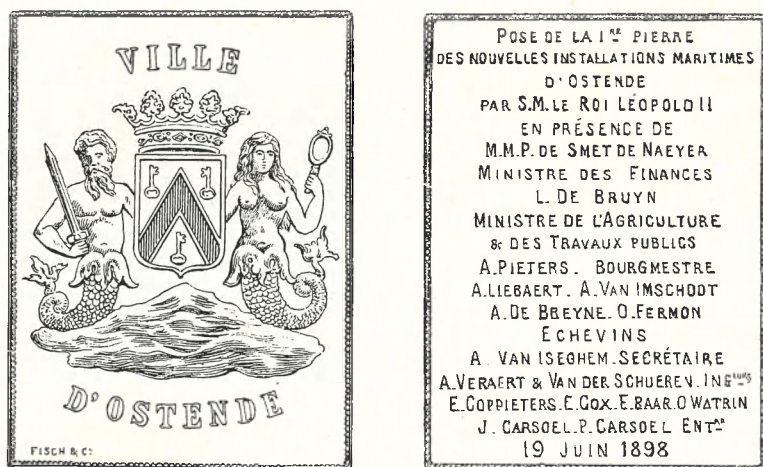 VILLE
D'OSTENDE
FISCH & Cº
POSE DE LA 1RE PIERRE
DES NOUVELLES INSTALLATIONS MARITIMES
D'OSTENDE
PAR S.M. LE ROI LÉOPOLD II
EN PRÉSENCE DE
M.M.P. DE SMET DE NAEYER
MINISTRE DES FINANCES
L. DE BRUYN
MINISTRE DE L'AGRICULTURE
& DES TRAVAUX PUBLICS
A.PIETERS. BOURGMESTRE
A.LIEBAERT. A.VAN IMSCHOOT
A.DE BREYNE. O.FERMON
ECHEVINS
A. VAN ISEGHEM. SECRÉTAIRE
A.VERAERT & VAN DER SCHUEREN. INGEURS
E.COPPIETERS. E.COX. E.BAAR. O WATRIN
J. CARSOEL. P. CARSOEL ENTRR
19 JUIN 1898